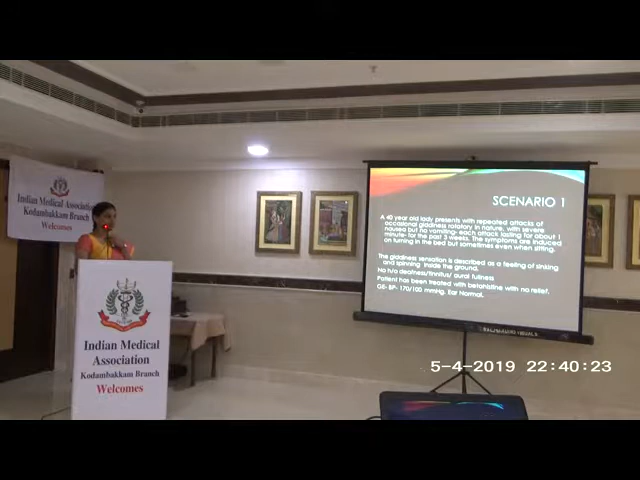 Indian Medical Association
Kodambakkam Branch
Welcomes
Indian Medical
Association
Kodambakkam Branch
Welcomes
SCENARIO 1
A 40 year old lady presents with repeated attacks of
occasional giddiness rotatory in nature, with severe
nausea but no vomiting- each attack lasting for about 1
minute- for the past 3 weeks. The symptoms are induced
on turning in the bed but sometimes even when sitting.
The giddiness sensation is described as a feeling of sinking
and spinning inside the ground.
No h/o deafness/tinnitus/ aural fullness
Patient has been treated with betahistine with no relief.
GE- BP- 170/100 mmHg. Ear Normal.
5-4-2019 22:40:23